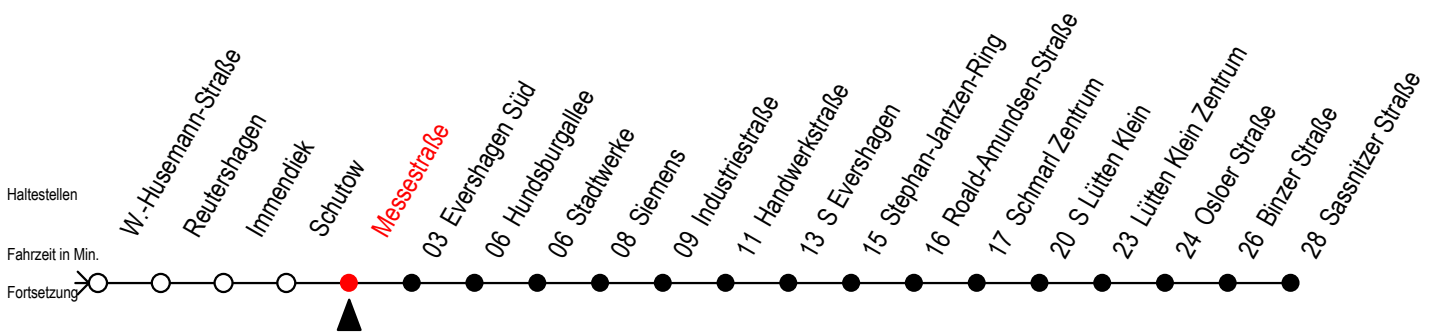 Haltestellen
Fahrzeit in Min.
Fortsetzung
W.-Husemann-Straße
Reutershagen
Immendiek
Schutow
Messestraße
03 Evershagen Süd
06 Hundsburgallee
06 Stadtwerke
08 Siemens
09 Industriestraße
11 Handwerkstraße
13 S Evershagen
15 Stephan-Jantzen-Ring
16 Roald-Amundsen-Straße
17 Schmarl Zentrum
20 S Lütten Klein
23 Lütten Klein Zentrum
24 Osloer Straße
26 Binzer Straße
28 Sassnitzer Straße